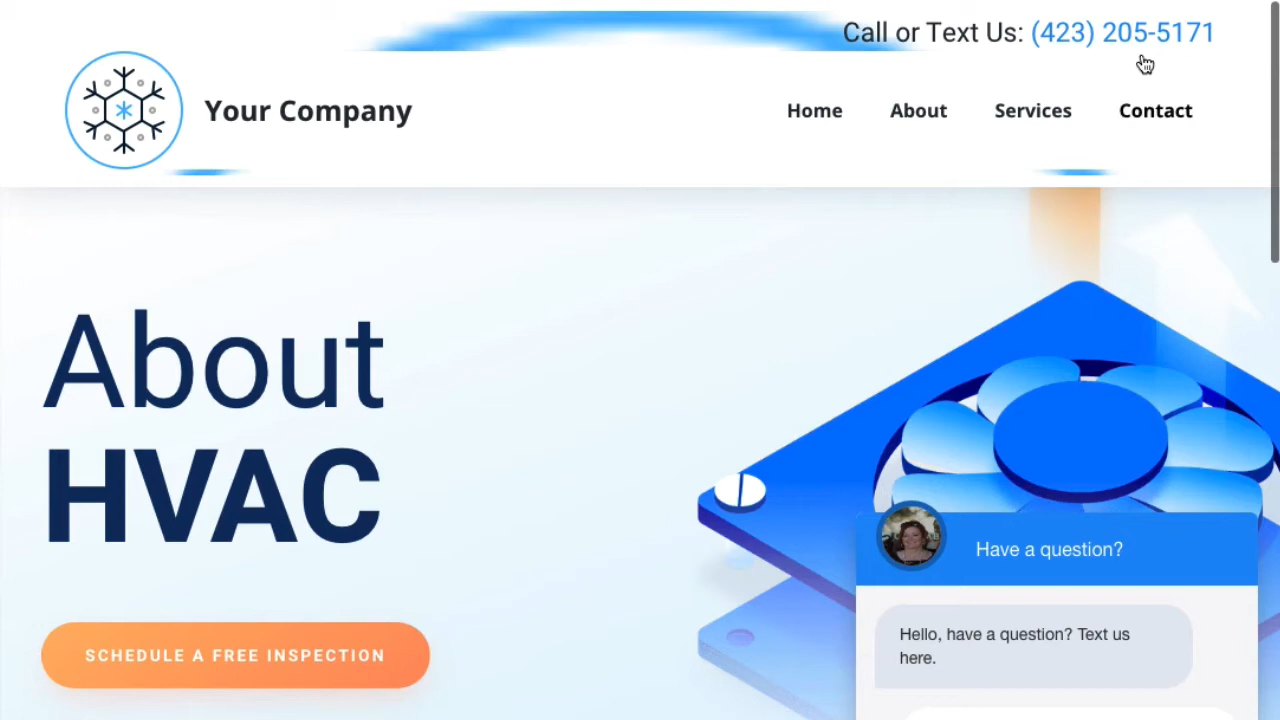 Call or Text Us: (423) 205-5171
Your Company
Home About Services Contact
About
HVAC
SCHEDULE A FREE INSPECTION
Have a question?
Hello, have a question? Text us
here.